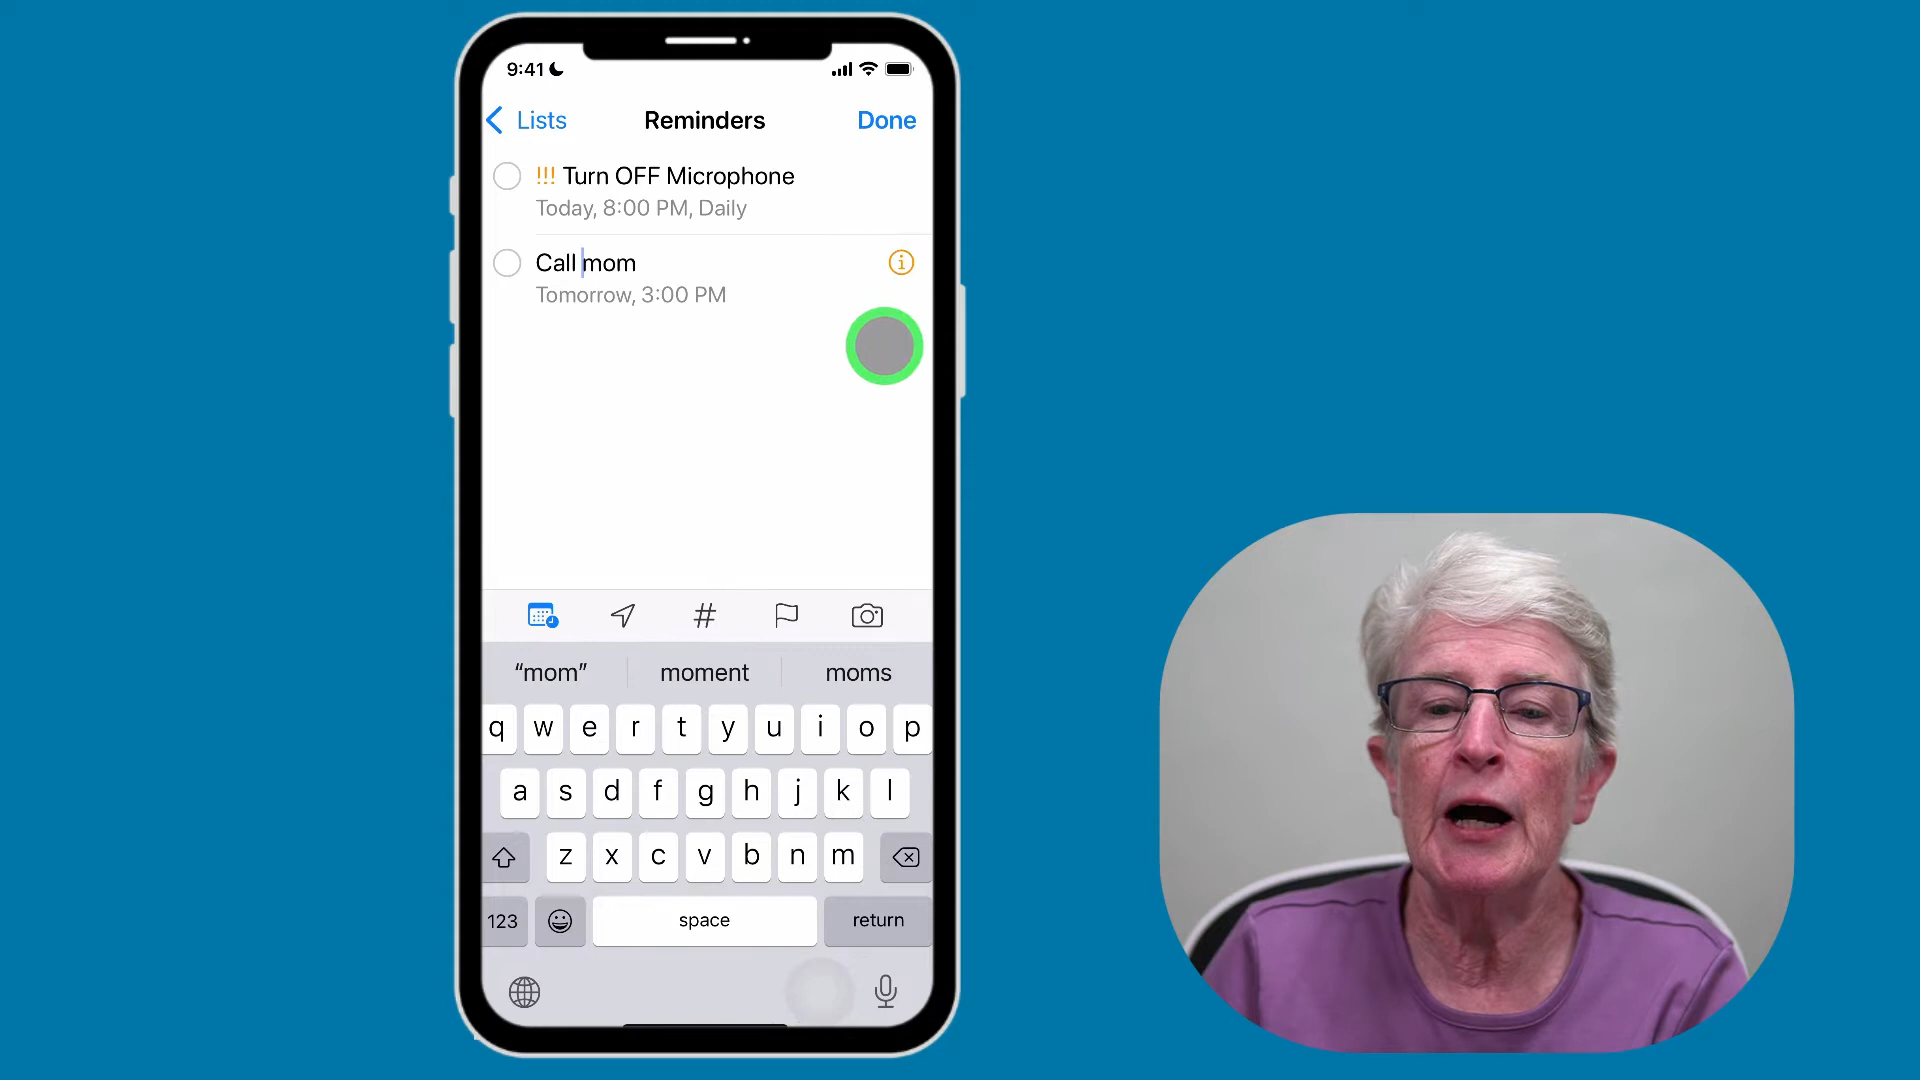 9:41
Lists Reminders Done
!!! Turn OFF Microphone
Today, 8:00 PM, Daily
Call mom
Tomorrow, 3:00 PM
#
“mom” moment moms
q w e r t y u i o p
a s d f g h j k l
z x c v b n m
123 space return